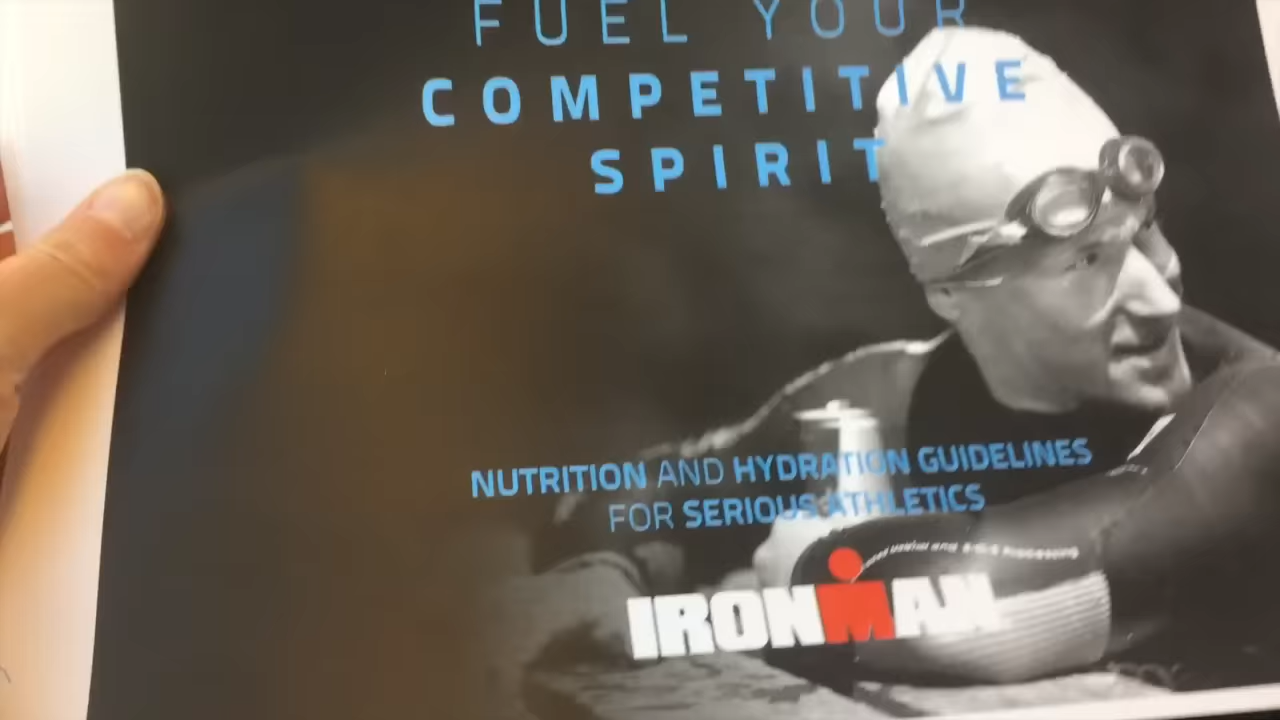 FUEL YOUR
COMPETITIVE
SPIRIT
NUTRITION AND HYDRATION GUIDELINES
FOR SERIOUS ATHLETICS
IRONMAN